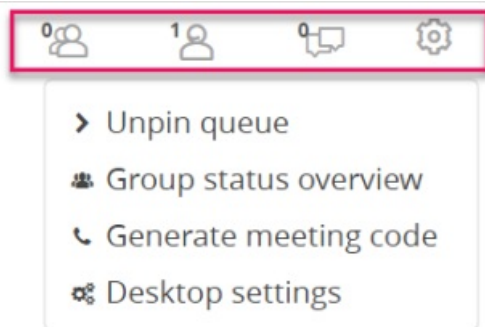 0 1 0
Unpin queue
Group status overview
Generate meeting code
Desktop settings